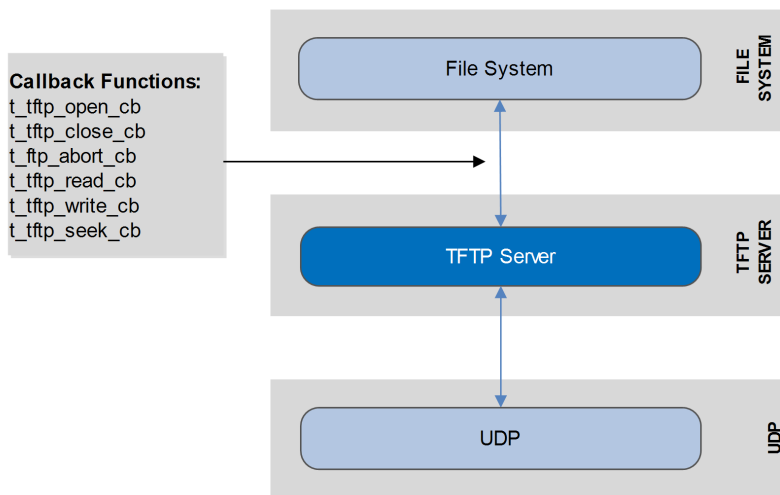 Callback Functions:
t_tftp_open_cb
t_tftp_close_cb
t_ftp_abort_cb
t_tftp_read_cb
t_tftp_write_cb
t_tftp_seek_cb
File System
FILE
SYSTEM
TFTP Server
TFTP
SERVER
UDP
UDP